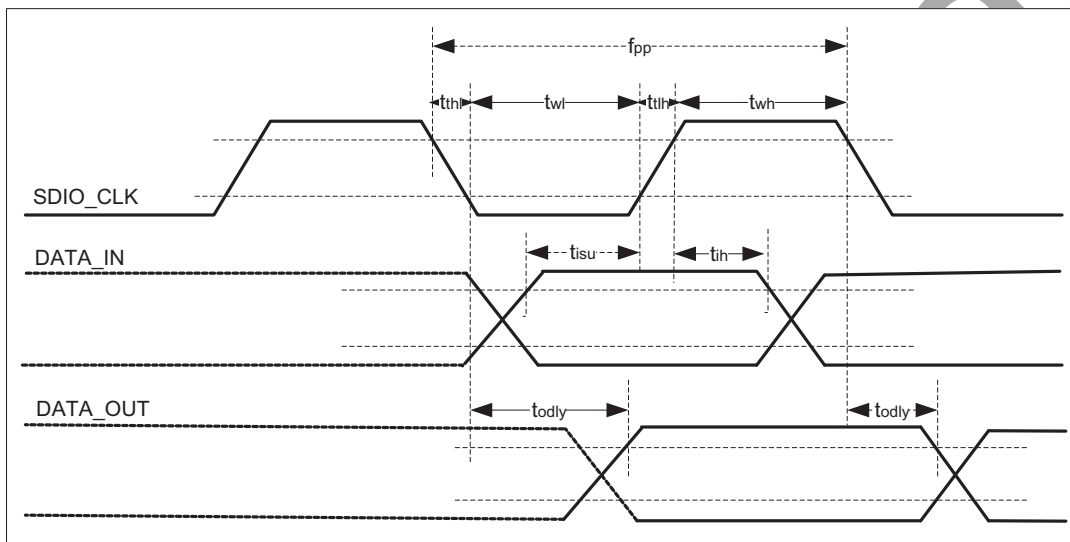 fpp
tthl twl ttlh twh
SDIO_CLK
DATA_IN
tisu tih
DATA_OUT
todly todly